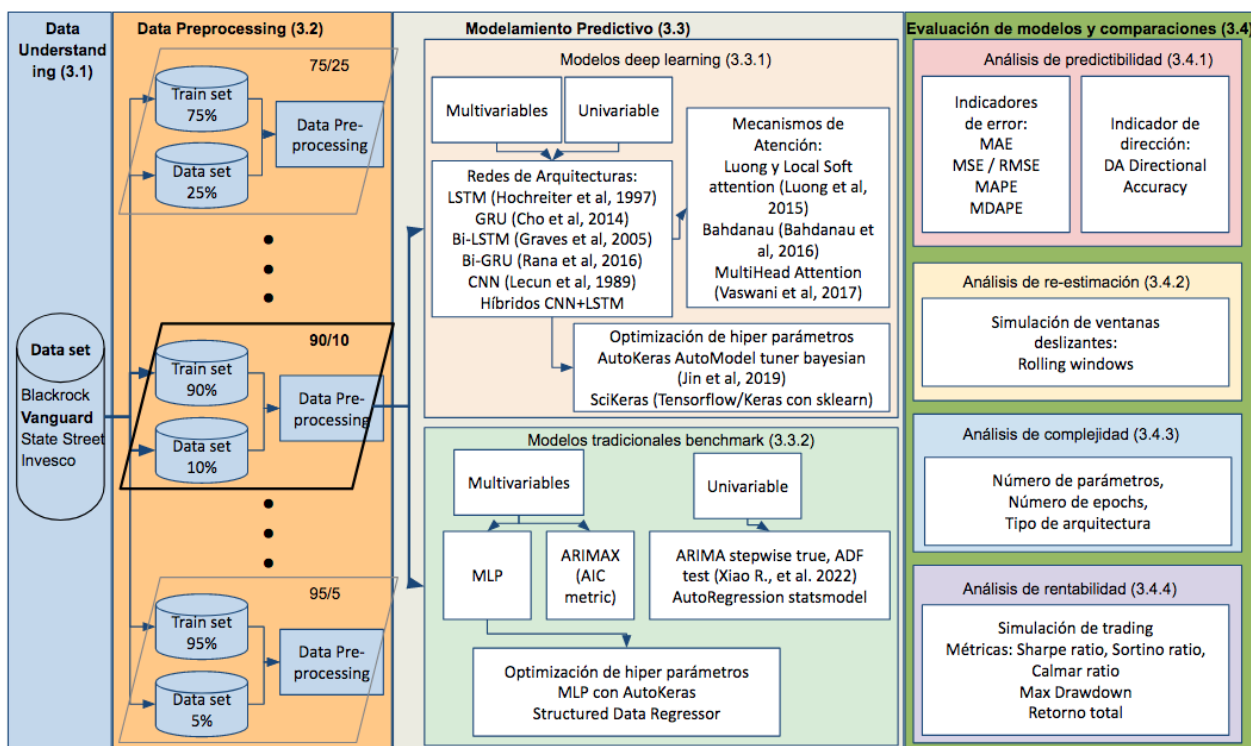 Data
Understand
ing (3.1)
Data set
Blackrock
Vanguard
State Street
Invesco
Data Preprocessing (3.2)
75/25
Train set
75%
Data set
25%
Data Pre-
processing
90/10
Train set
90%
Data set
10%
Data Pre-
processing
95/5
Train set
95%
Data set
5%
Data Pre-
processing
Modelamiento Predictivo (3.3)
Modelos deep learning (3.3.1)
Multivariables
Univariable
Redes de Arquitecturas:
LSTM (Hochreiter et al, 1997)
GRU (Cho et al, 2014)
Bi-LSTM (Graves et al, 2005)
Bi-GRU (Rana et al, 2016)
CNN (Lecun et al, 1989)
Híbridos CNN+LSTM
Mecanismos de
Atención:
Luong y Local Soft
attention (Luong et al,
2015)
Bahdanau (Bahdanau et
al, 2016)
MultiHead Attention
(Vaswani et al, 2017)
Optimización de hiper parámetros
AutoKeras AutoModel tuner bayesian
(Jin et al, 2019)
SciKeras (Tensorflow/Keras con sklearn)
Modelos tradicionales benchmark (3.3.2)
Multivariables
Univariable
MLP
ARIMAX
(AIC
metric)
ARIMA stepwise true, ADF
test (Xiao R., et al. 2022)
AutoRegression statsmodel
Optimización de hiper parámetros
MLP con AutoKeras
Structured Data Regressor
Evaluación de modelos y comparaciones (3.4)
Análisis de predictibilidad (3.4.1)
Indicadores
de error:
MAE
MSE / RMSE
MAPE
MDAPE
Indicador de
dirección:
DA Directional
Accuracy
Análisis de re-estimación (3.4.2)
Simulación de ventanas
deslizantes:
Rolling windows
Análisis de complejidad (3.4.3)
Número de parámetros,
Número de epochs,
Tipo de arquitectura
Análisis de rentabilidad (3.4.4)
Simulación de trading
Métricas: Sharpe ratio, Sortino ratio,
Calmar ratio
Max Drawdown
Retorno total